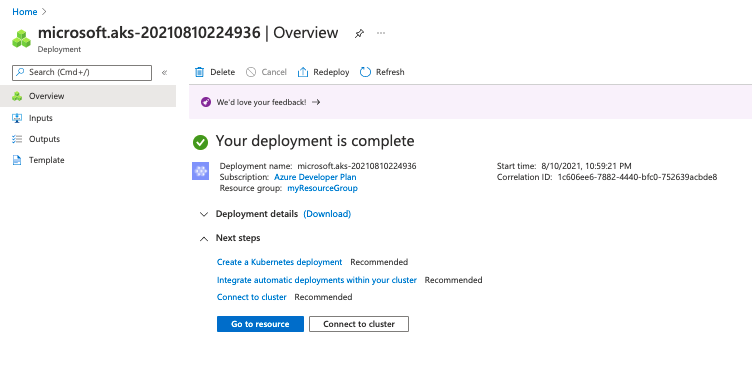 Home >
microsoft.aks-20210810224936 | Overview ...
Deployment
Search (Cmd+/) «
Delete Cancel Redeploy Refresh
Overview
Inputs
Outputs
Template
We'd love your feedback! →
Your deployment is complete
Deployment name: microsoft.aks-20210810224936
Subscription: Azure Developer Plan
Resource group: myResourceGroup
Start time: 8/10/2021, 10:59:21 PM
Correlation ID: 1c606ee6-7882-4440-bfc0-752639acbde8
Deployment details (Download)
Next steps
Create a Kubernetes deployment Recommended
Integrate automatic deployments within your cluster Recommended
Connect to cluster Recommended
Go to resource Connect to cluster